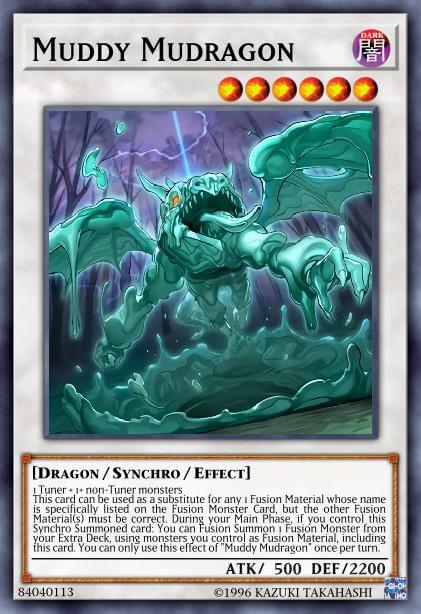 MUDDY MUDRAGON
DARK
闇
[DRAGON / SYNCHRO / EFFECT]
1 Tuner + 1+ non-Tuner monsters
This card can be used as a substitute for any 1 Fusion Material whose name
is specifically listed on the Fusion Monster Card, but the other Fusion
Material(s) must be correct. During your Main Phase, if you control this
Synchro Summoned card: You can Fusion Summon 1 Fusion Monster from
your Extra Deck, using monsters you control as Fusion Material, including
this card. You can only use this effect of "Muddy Mudragon" once per turn.
ATK/ 500 DEF/2200
84040113
©1996 KAZUKI TAKAHASHI